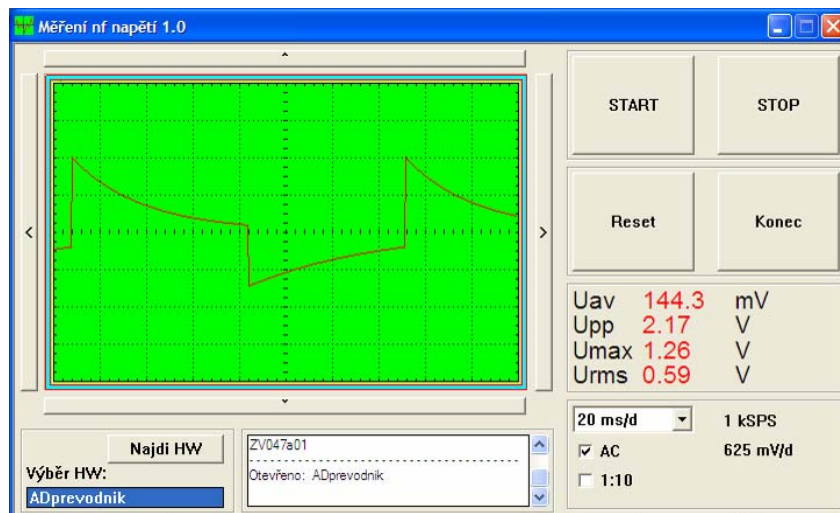 Měření nf napětí 1.0
START
STOP
Reset
Konec
Uav 144.3 mV
Upp 2.17 V
Umax 1.26 V
Urms 0.59 V
20 ms/d
1 kSPS
AC
625 mV/d
1:10
Najdi HW
Výběr HW:
ADprevodnik
ZV047a01
Otevřeno: ADprevodnik